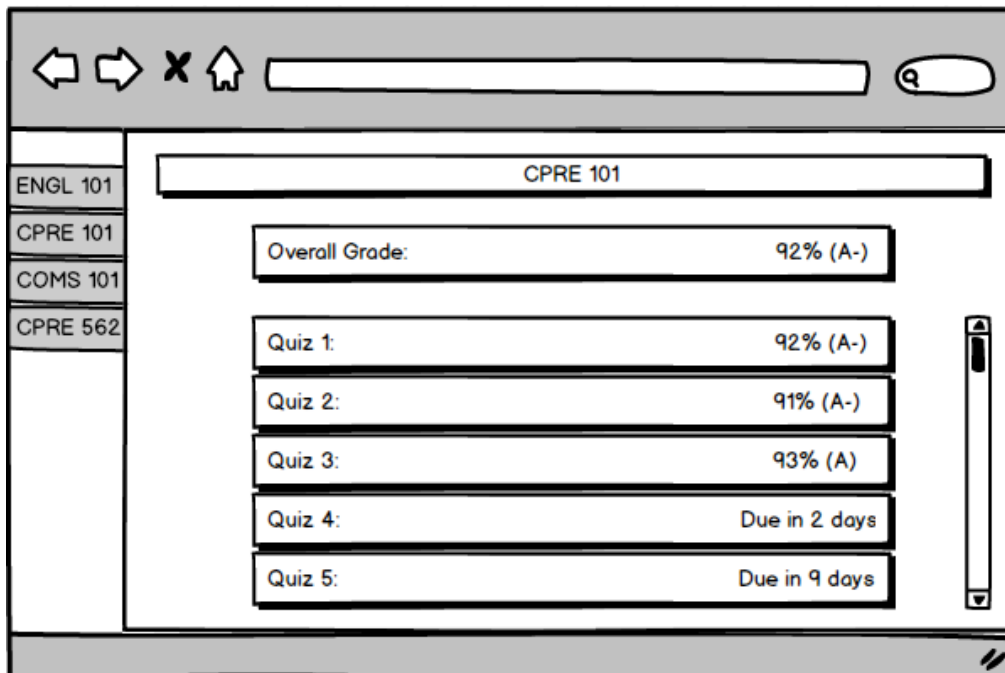 ENGL 101
CPRE 101
COMS 101
CPRE 562
CPRE 101
Overall Grade: 92% (A-)
Quiz 1: 92% (A-)
Quiz 2: 91% (A-)
Quiz 3: 93% (A)
Quiz 4: Due in 2 days
Quiz 5: Due in 9 days